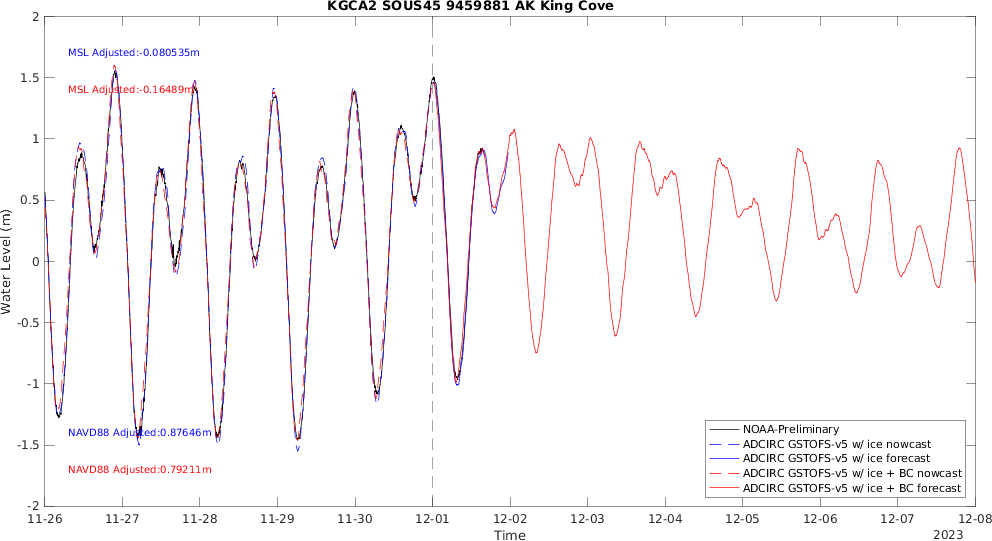 KGCA2 SOUS45 9459881 AK King Cove
2
1.5
1
0.5
0
-0.5
-1
-1.5
-2
Water Level (m)
MSL Adjusted:-0.080535m
MSL Adjusted:-0.16489m
NAVD88 Adjusted:0.87646m
NAVD88 Adjusted:0.79211m
NOAA-Preliminary
ADCIRC GSTOFS-v5 w/ ice nowcast
ADCIRC GSTOFS-v5 w/ ice forecast
ADCIRC GSTOFS-v5 w/ ice + BC nowcast
ADCIRC GSTOFS-v5 w/ ice + BC forecast
11-26 11-27 11-28 11-29 11-30 12-01 12-02 12-03 12-04 12-05 12-06 12-07 12-08
Time
2023